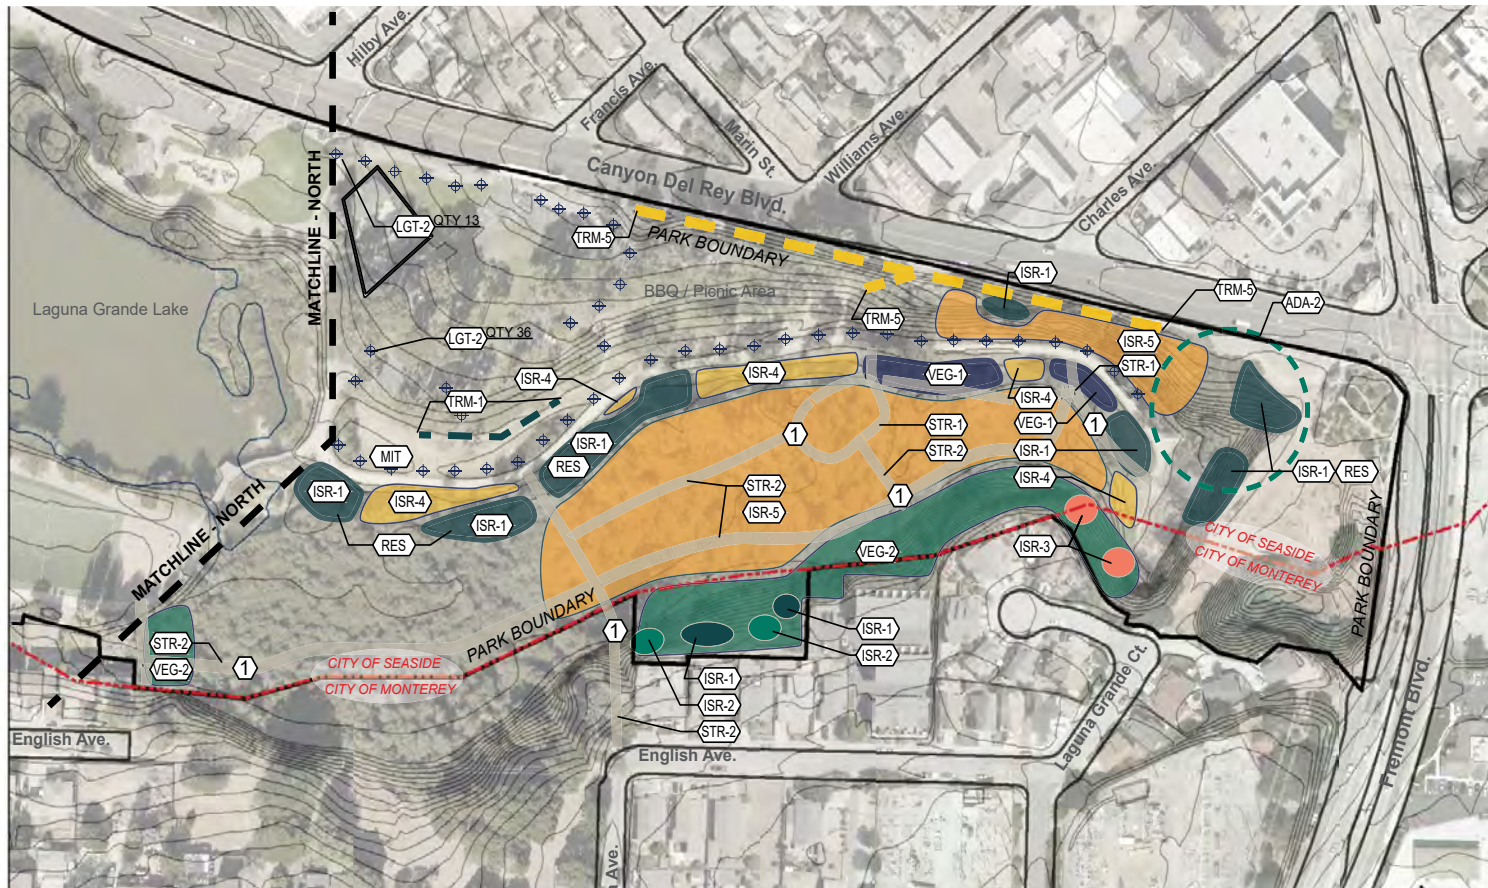 Hilby Ave.
Francis Ave.
Marin St.
Williams Ave.
Charles Ave.
Canyon Del Rey Blvd.
MATCHLINE - NORTH
LGT-2
QTY 13
TRM-5
PARK BOUNDARY
ISR-1
TRM-5
ADA-2
Laguna Grande Lake
BBQ / Picnic Area
TRM-5
LGT-2
QTY 36
ISR-5
STR-1
ISR-4
ISR-4
VEG-1
ISR-4
TRM-1
VEG-1
1
STR-1
1
ISR-1
STR-2
ISR-1
MIT
RES
ISR-1
RES
ISR-4
STR-2
1
ISR-1
ISR-4
ISR-5
ISR-1
MATCHLINE - NORTH
RES
VEG-2
ISR-3
CITY OF SEASIDE
CITY OF MONTEREY
PARK BOUNDARY
PARK BOUNDARY
1
ISR-1
STR-2
ISR-2
VEG-2
1
CITY OF SEASIDE
CITY OF MONTEREY
ISR-1
ISR-2
STR-2
English Ave.
English Ave.
Laguna Grande Ct.
Fremont Blvd.
Ave.